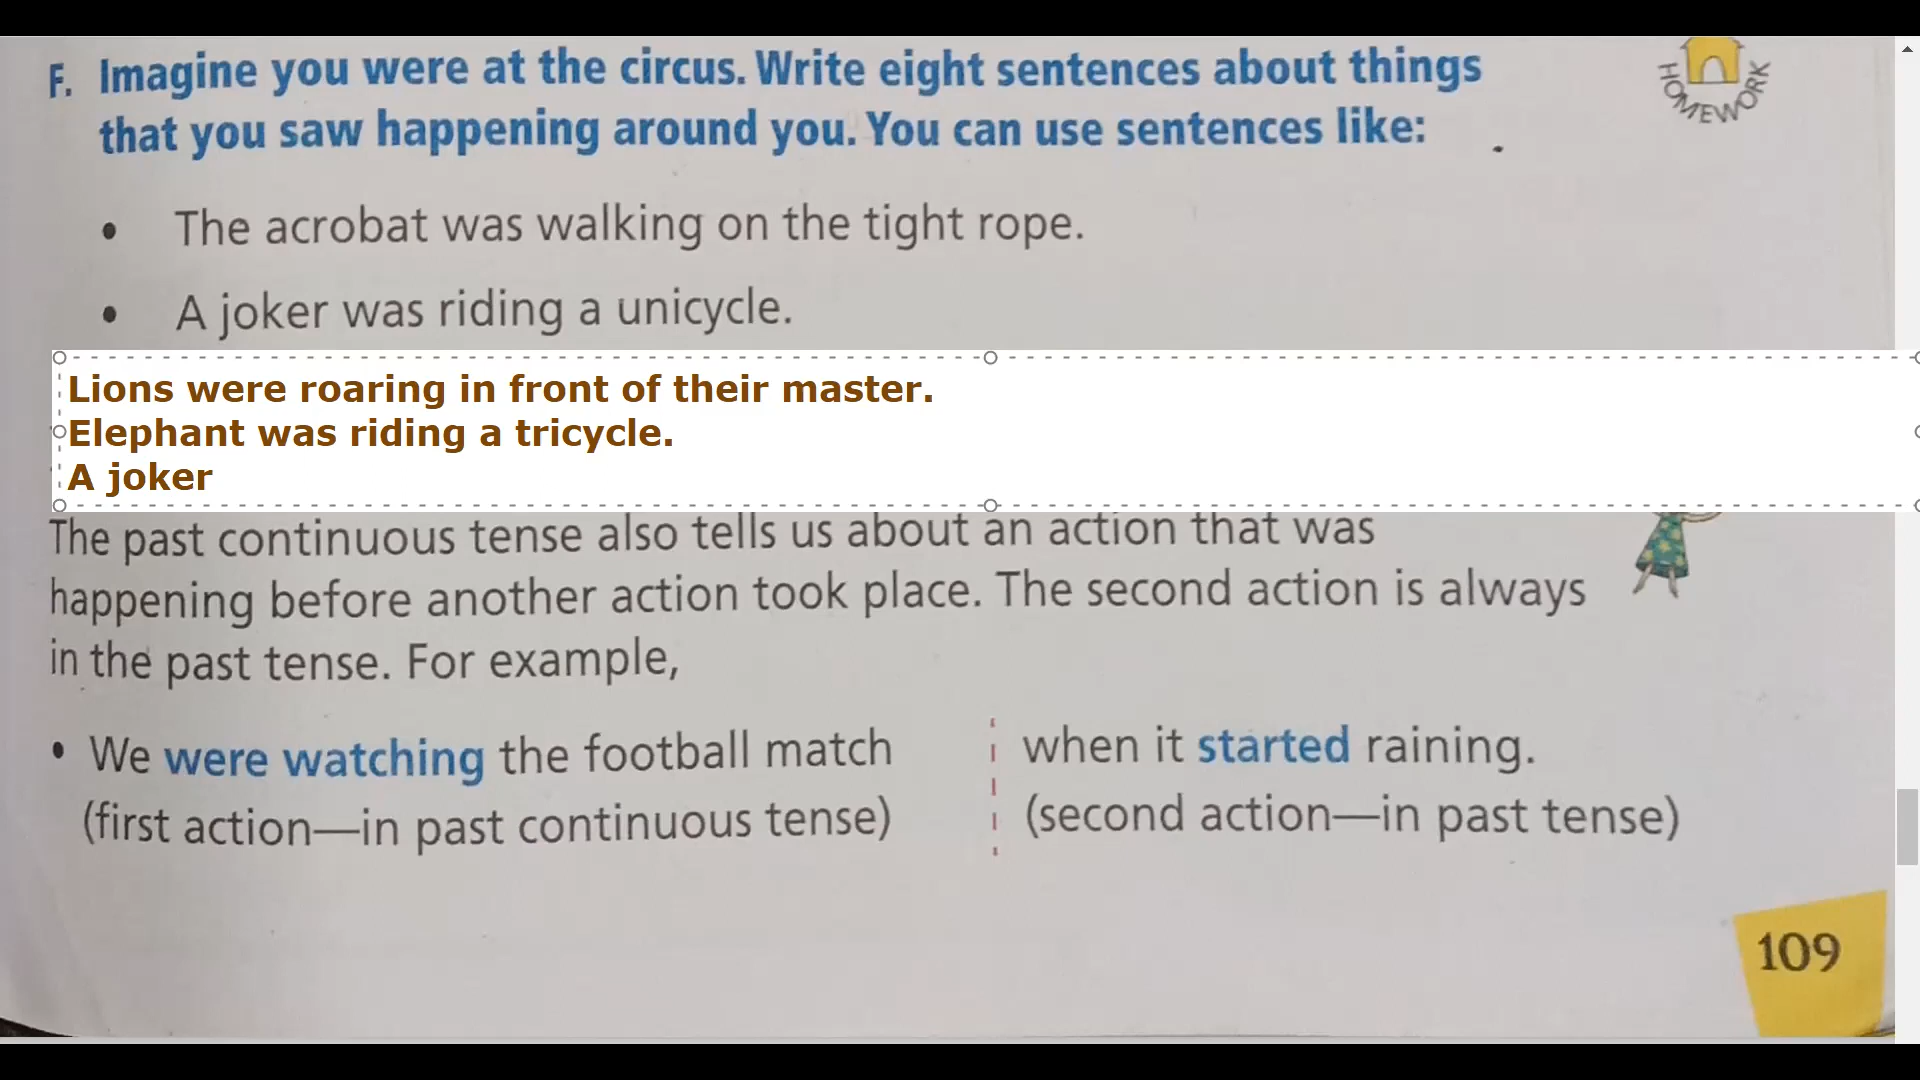 F. Imagine you were at the circus. Write eight sentences about things
that you saw happening around you. You can use sentences like:
HOMEWORK
• The acrobat was walking on the tight rope.
• A joker was riding a unicycle.
Lions were roaring in front of their master.
Elephant was riding a tricycle.
A joker
The past continuous tense also tells us about an action that was
happening before another action took place. The second action is always
in the past tense. For example,
• We were watching the football match when it started raining.
(first action—in past continuous tense) (second action—in past tense)
109